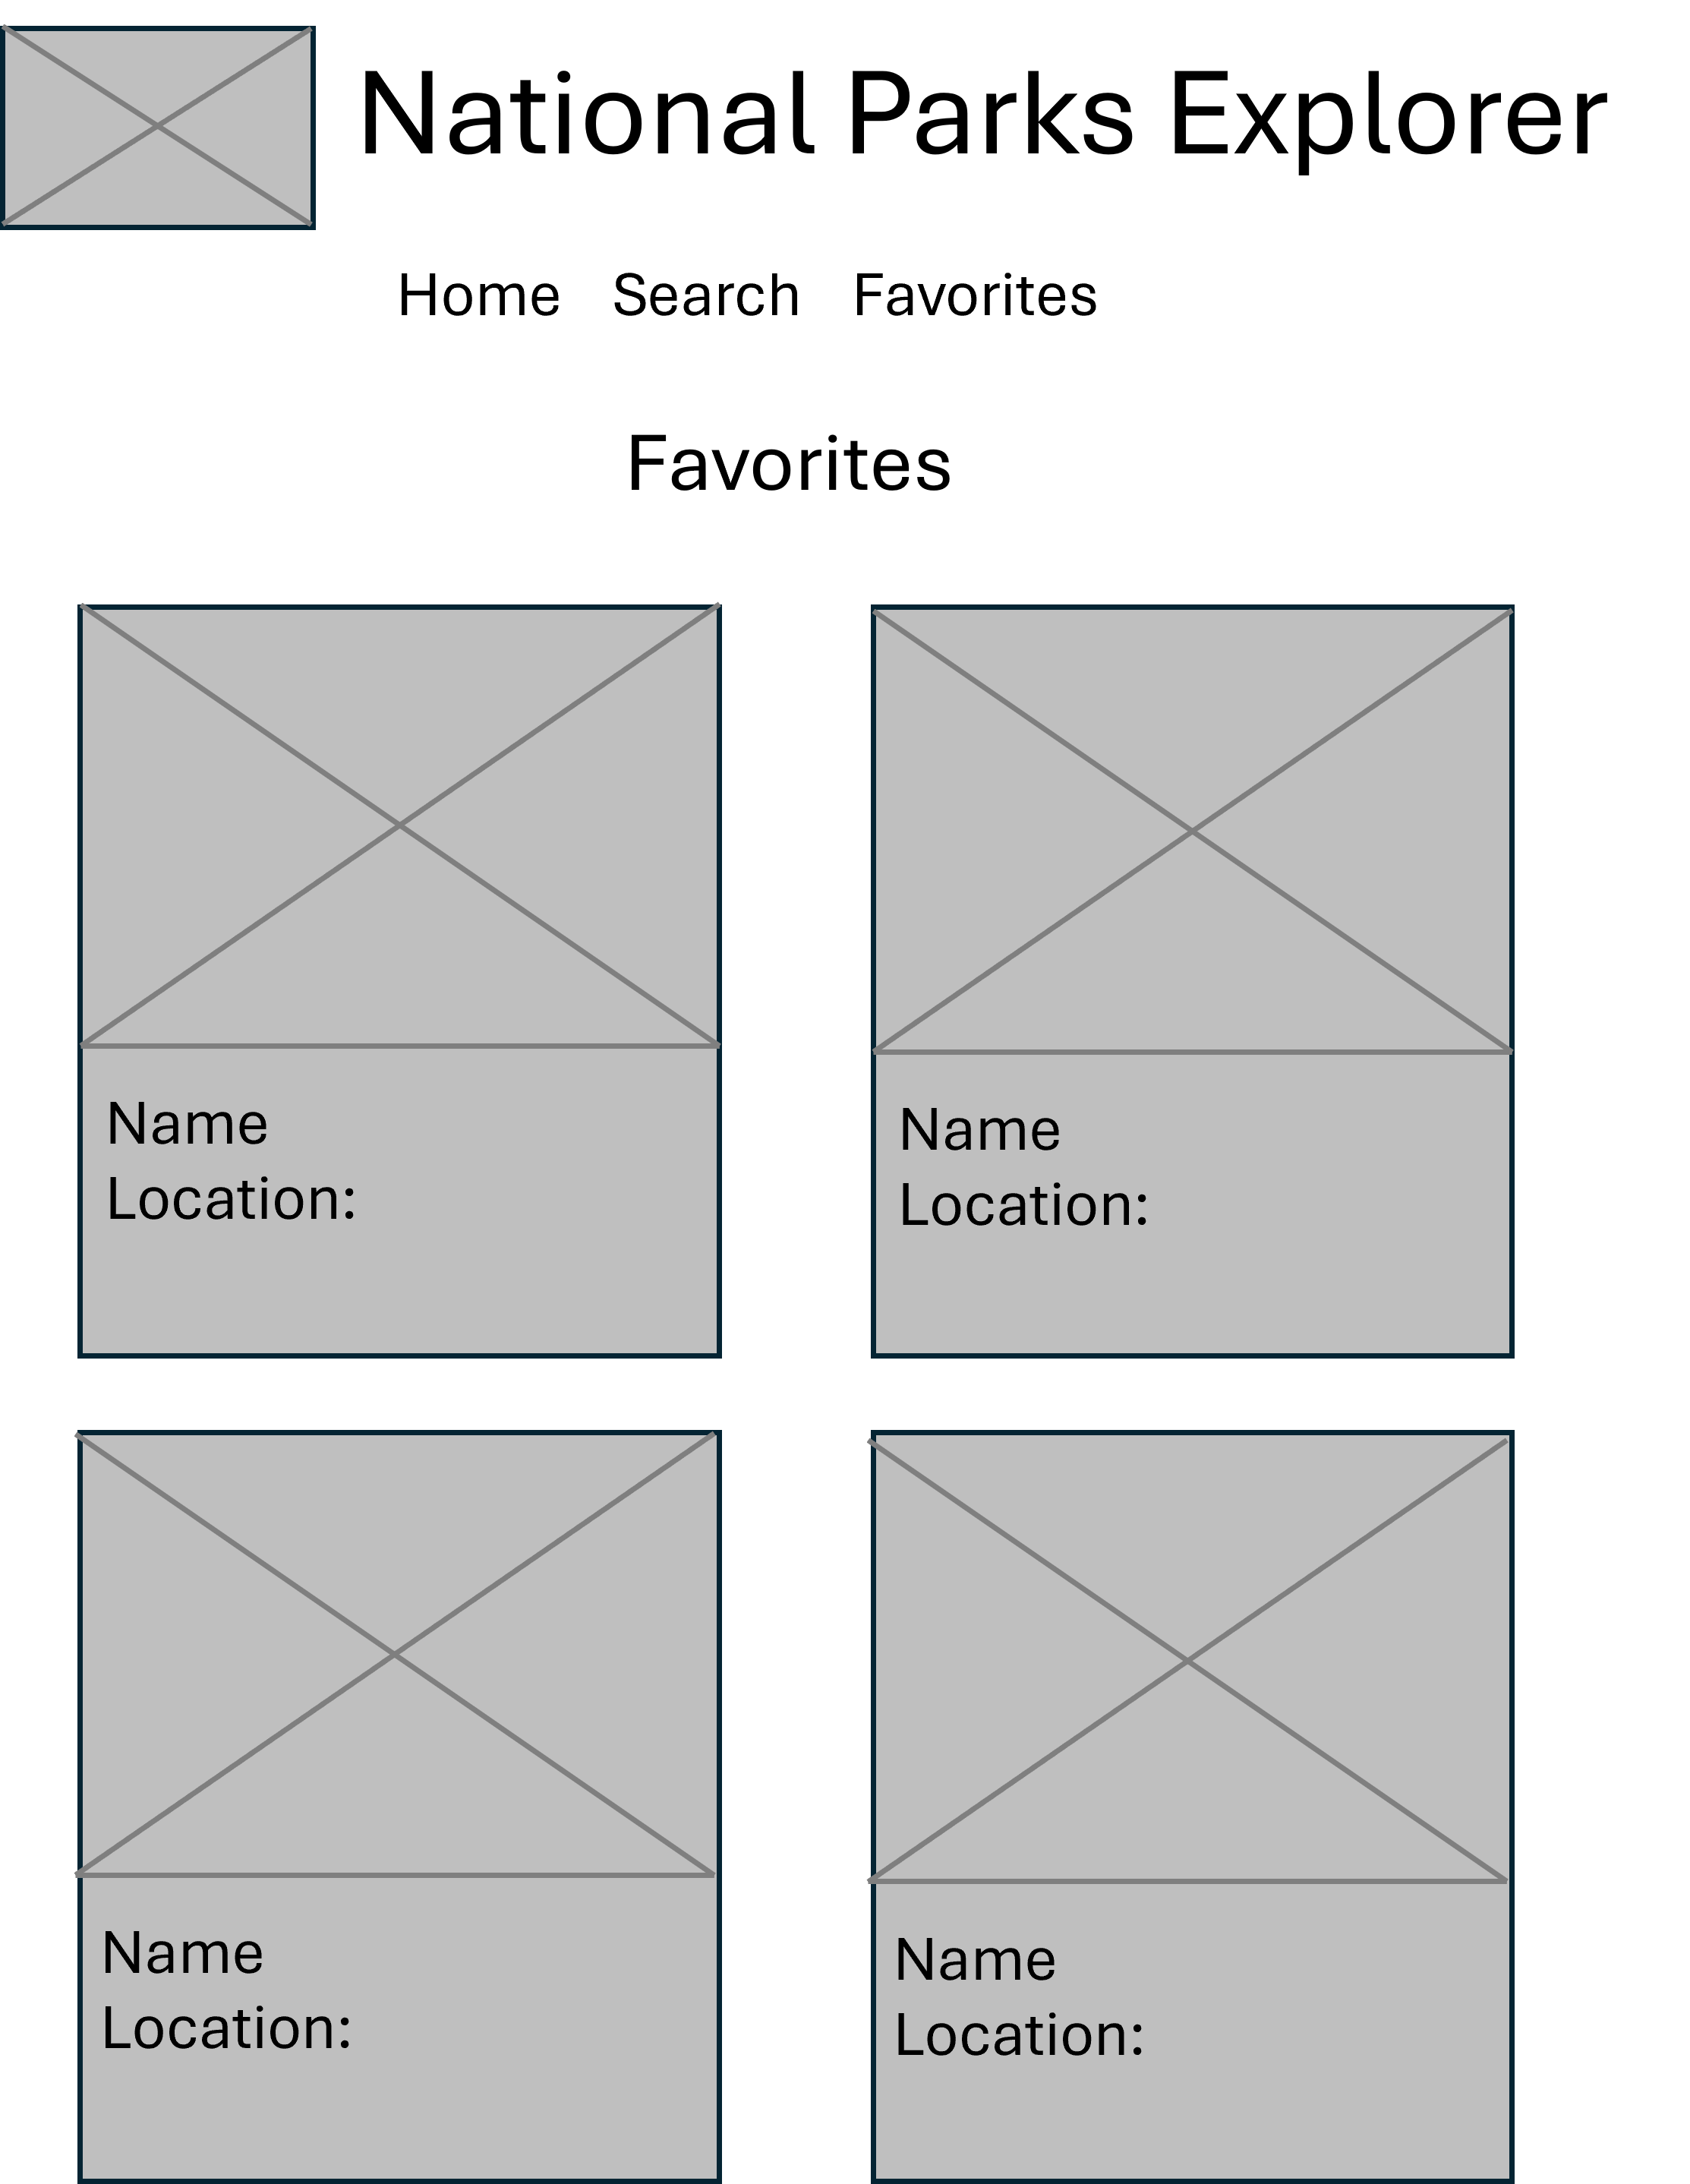 National Parks Explorer
Home Search Favorites
Favorites
Name
Location:
Name
Location:
Name
Location:
Name
Location: